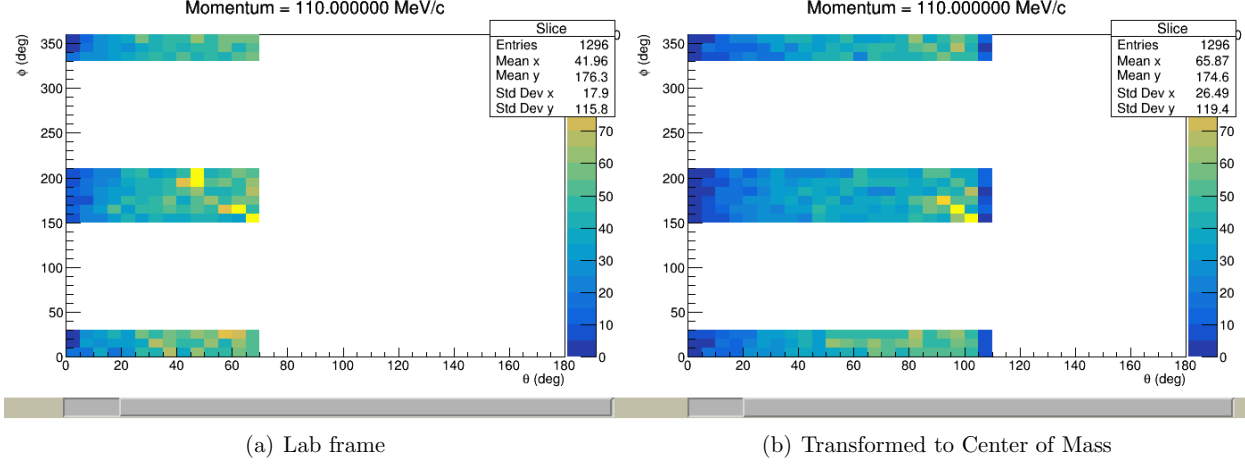 Momentum = 110.000000 MeV/c
Slice
Entries 1296
Mean x 41.96
Mean y 176.3
Std Dev x 17.9
Std Dev y 115.8
0
ϕ (deg)
350
300
250
200
150
100
50
0
0 20 40 60 80 100 120 140 160 180
θ (deg)
70
60
50
40
30
20
10
0
(a) Lab frame
Momentum = 110.000000 MeV/c
Slice
Entries 1296
Mean x 65.87
Mean y 174.6
Std Dev x 26.49
Std Dev y 119.4
0
ϕ (deg)
350
300
250
200
150
100
50
0
0 20 40 60 80 100 120 140 160 180
θ (deg)
70
60
50
40
30
20
10
0
(b) Transformed to Center of Mass